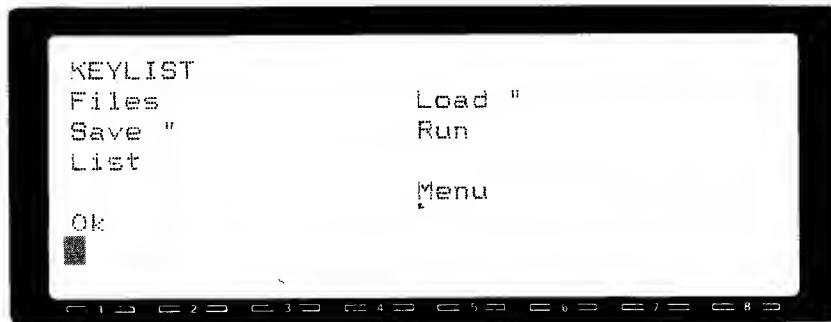 KEYLIST
Files Load "
Save " Run
List
Menu
Ok
1 2 3 4 5 6 7 8